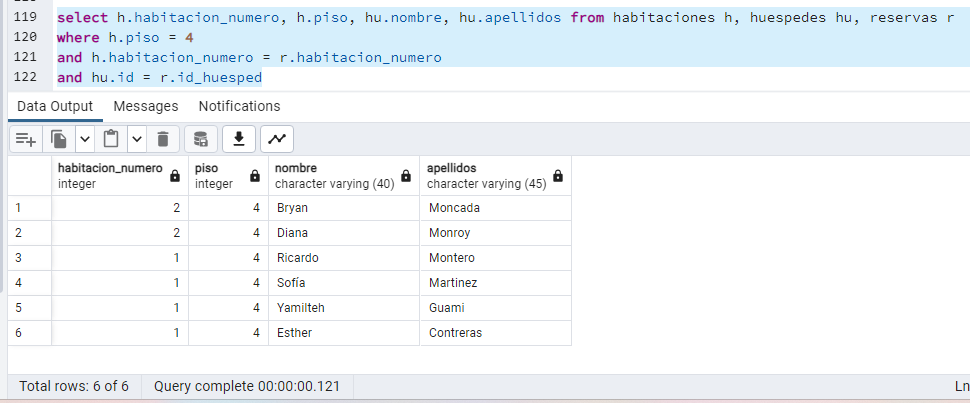 119 select h.habitacion_numero, h.piso, hu.nombre, hu.apellidos from habitaciones h, huespedes hu, reservas r
120 where h.piso = 4
121 and h.habitacion_numero = r.habitacion_numero
122 and hu.id = r.id_huesped
Data Output Messages Notifications
habitacion_numero piso nombre apellidos
integer integer character varying (40) character varying (45)
1 2 4 Bryan Moncada
2 2 4 Diana Monroy
3 1 4 Ricardo Montero
4 1 4 Sofía Martinez
5 1 4 Yamilteh Guami
6 1 4 Esther Contreras
Total rows: 6 of 6 Query complete 00:00:00.121 Ln